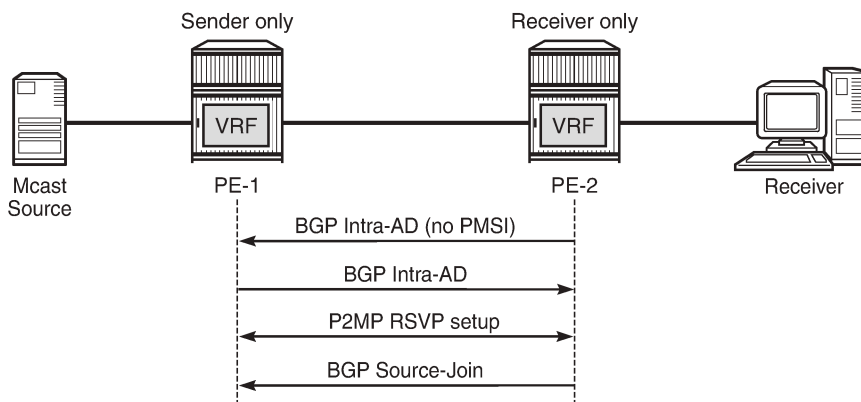 Sender only
Receiver only
VRF
VRF
Mcast
Source
PE-1
PE-2
Receiver
BGP Intra-AD (no PMSI)
BGP Intra-AD
P2MP RSVP setup
BGP Source-Join